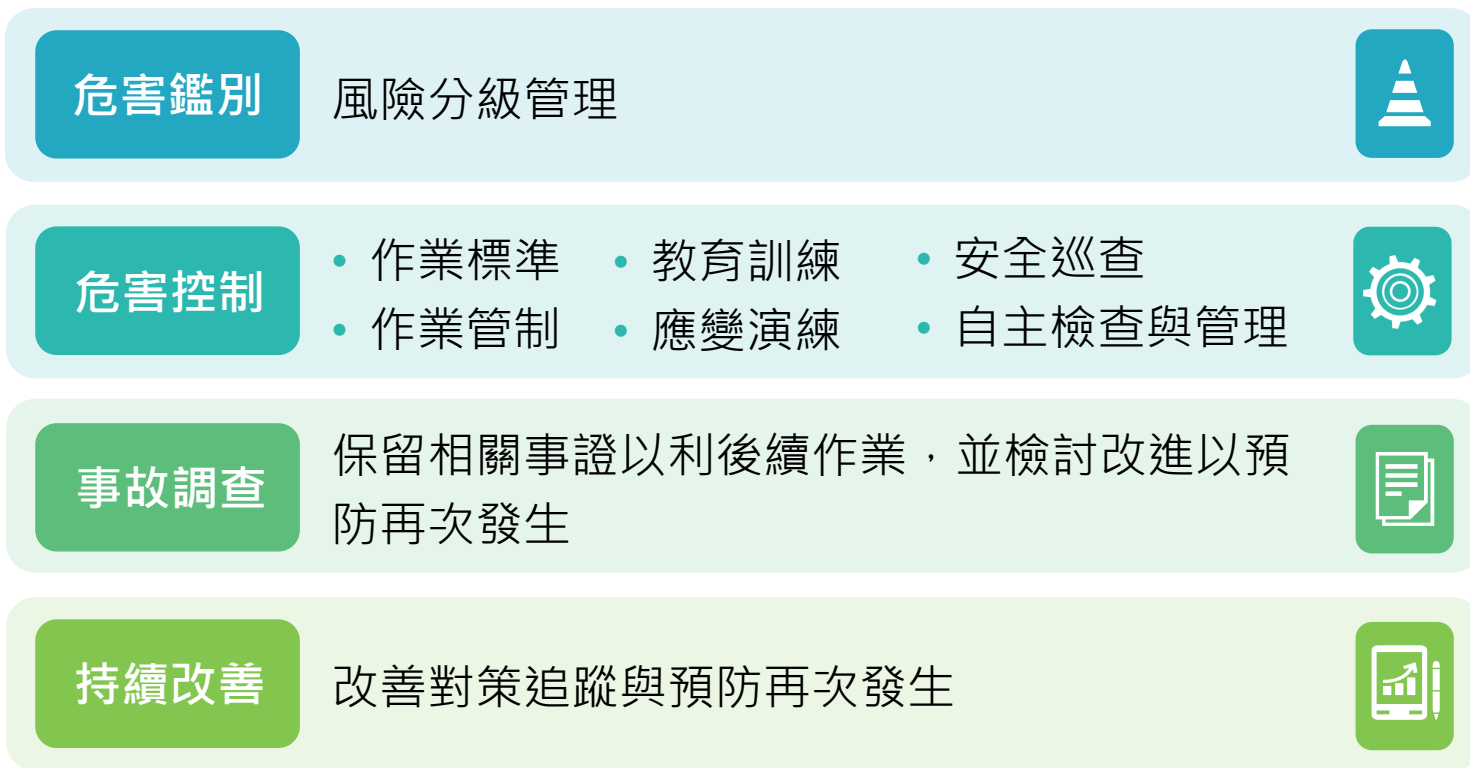 危害鑑別
風險分級管理
危害控制
• 作業標準 • 教育訓練 • 安全巡查
• 作業管制 • 應變演練 • 自主檢查與管理
事故調查
保留相關事證以利後續作業，並檢討改進以預
防再次發生
持續改善
改善對策追蹤與預防再次發生